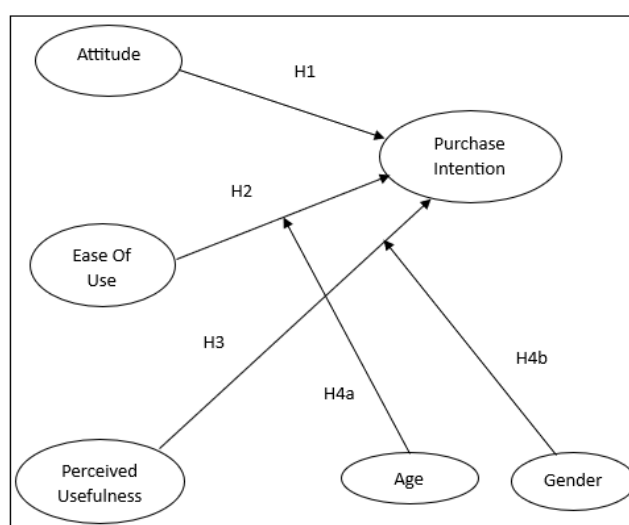 Attitude
H1
Purchase
Intention
H2
Ease Of
Use
H3
H4b
H4a
Perceived
Usefulness
Age
Gender